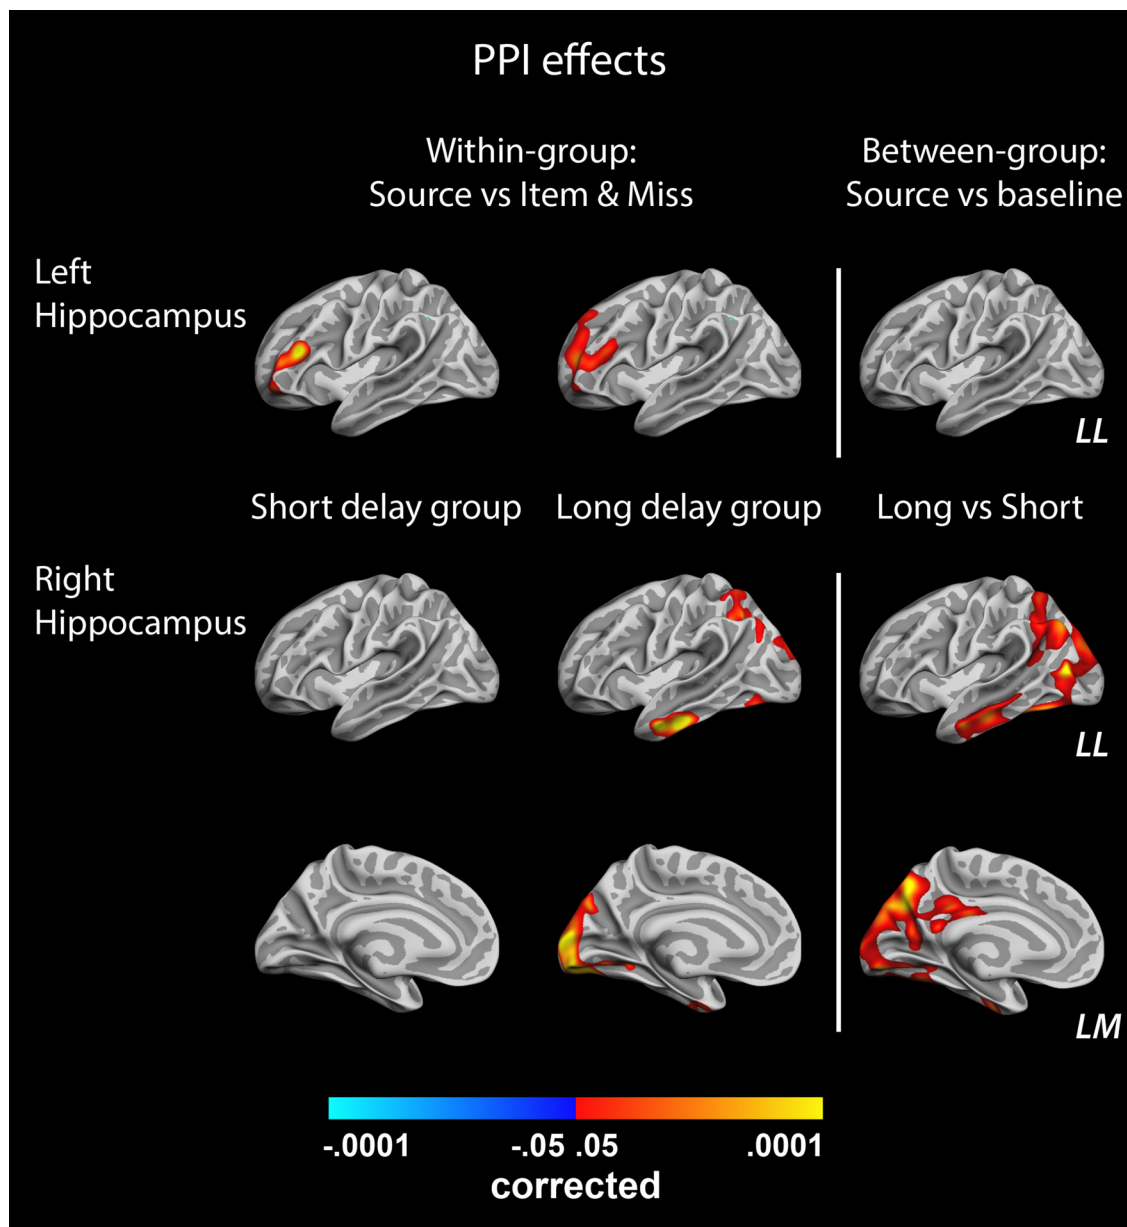 PPI effects
Within-group:
Source vs Item & Miss
Between-group:
Source vs baseline
Left
Hippocampus
LL
Short delay group
Long delay group
Long vs Short
Right
Hippocampus
LL
LM
-.0001 -.05 .05 .0001
corrected